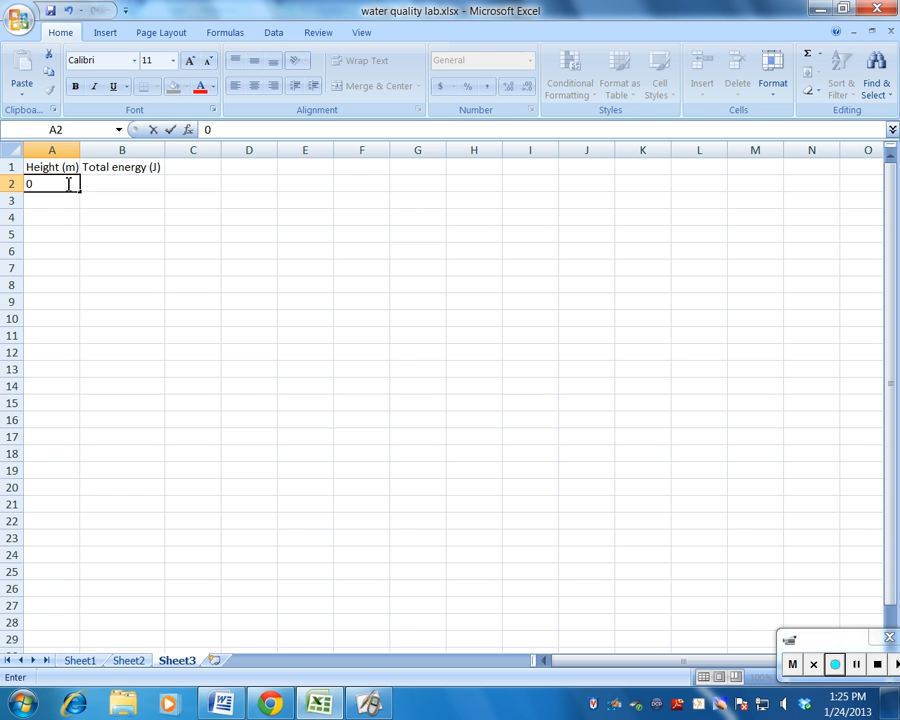 water quality lab.xlsx - Microsoft Excel
Home Insert Page Layout Formulas Data Review View
Calibri 11 A A Wrap Text General
Paste B I U A Merge & Center $ % , Conditional Formatting Format as Table Cell Styles Insert Delete Format Σ Sort & Filter Find & Select
Clipboa... Font Alignment Number Styles Cells Editing
A2 fx 0
A B C D E F G H I J K L M N O
1 Height (m) Total energy (J)
2 0
3
4
5
6
7
8
9
10
11
12
13
14
15
16
17
18
19
20
21
22
23
24
25
26
27
28
29
Sheet1 Sheet2 Sheet3
M
Enter
1:25 PM
1/24/2013